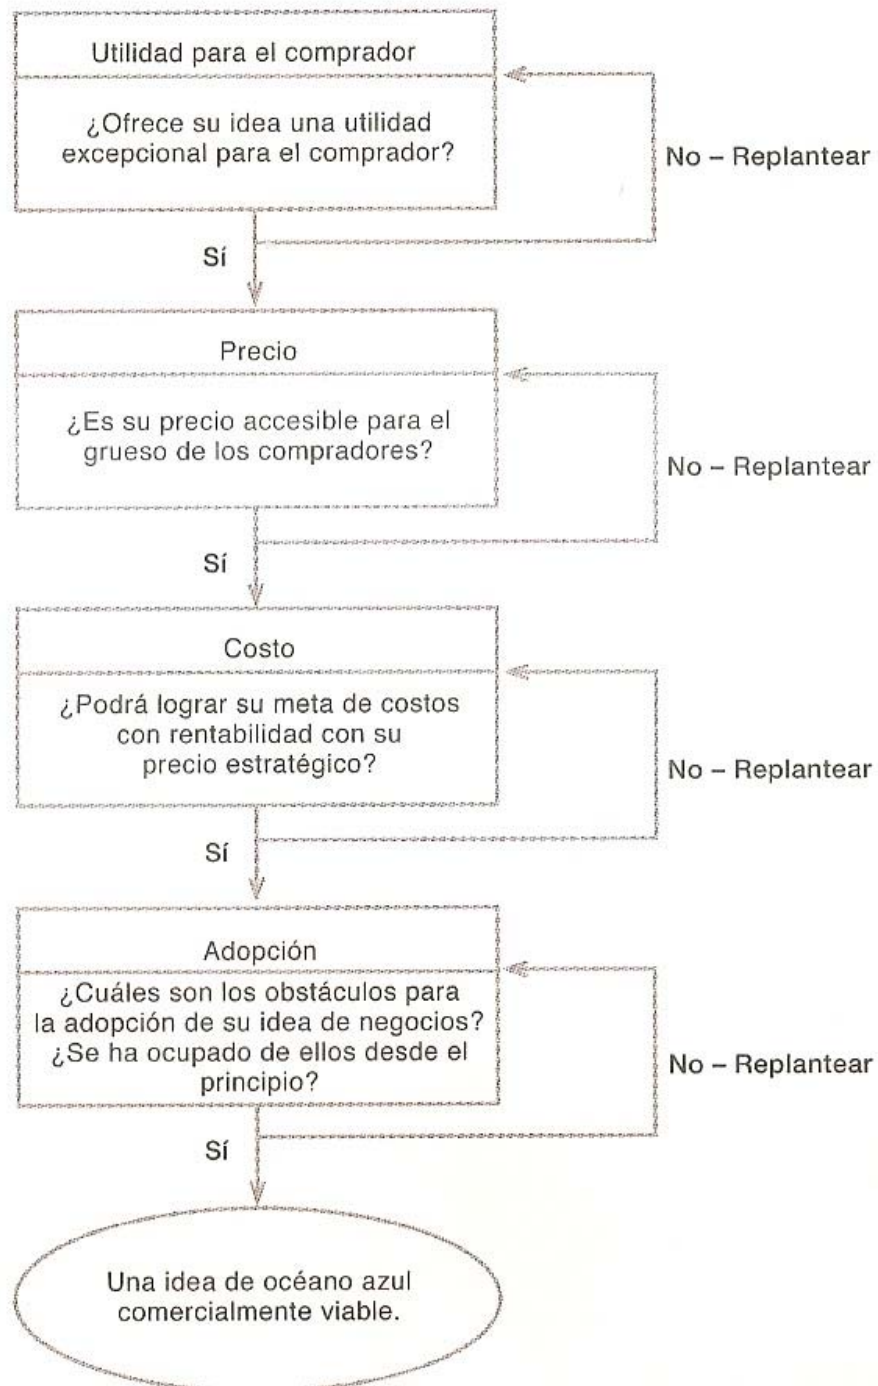 Utilidad para el comprador
¿Ofrece su idea una utilidad
excepcional para el comprador?
No – Replantear
Sí
Precio
¿Es su precio accesible para el
grueso de los compradores?
No – Replantear
Sí
Costo
¿Podrá lograr su meta de costos
con rentabilidad con su
precio estratégico?
No – Replantear
Sí
Adopción
¿Cuáles son los obstáculos para
la adopción de su idea de negocios?
¿Se ha ocupado de ellos desde el
principio?
No – Replantear
Sí
Una idea de océano azul
comercialmente viable.